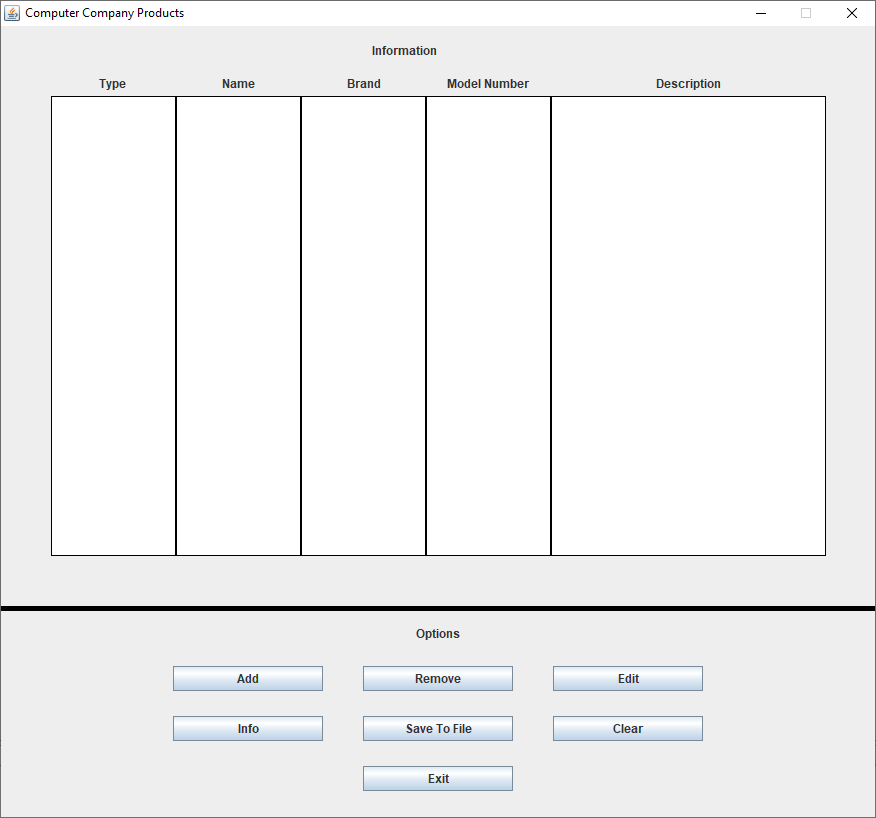 Computer Company Products
Information
Type Name Brand Model Number Description
Options
Add Remove Edit
Info Save To File Clear
Exit